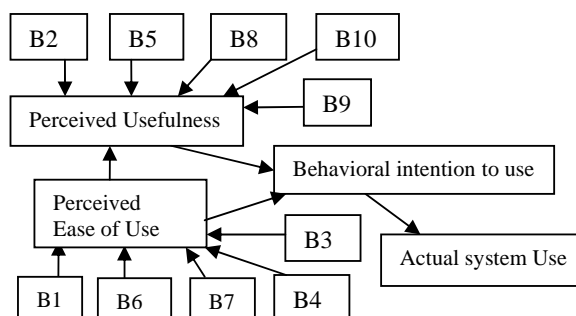 B2 B5 B8 B10
Perceived Usefulness
B9
Behavioral intention to use
Perceived
Ease of Use
B3
Actual system Use
B1 B6 B7 B4